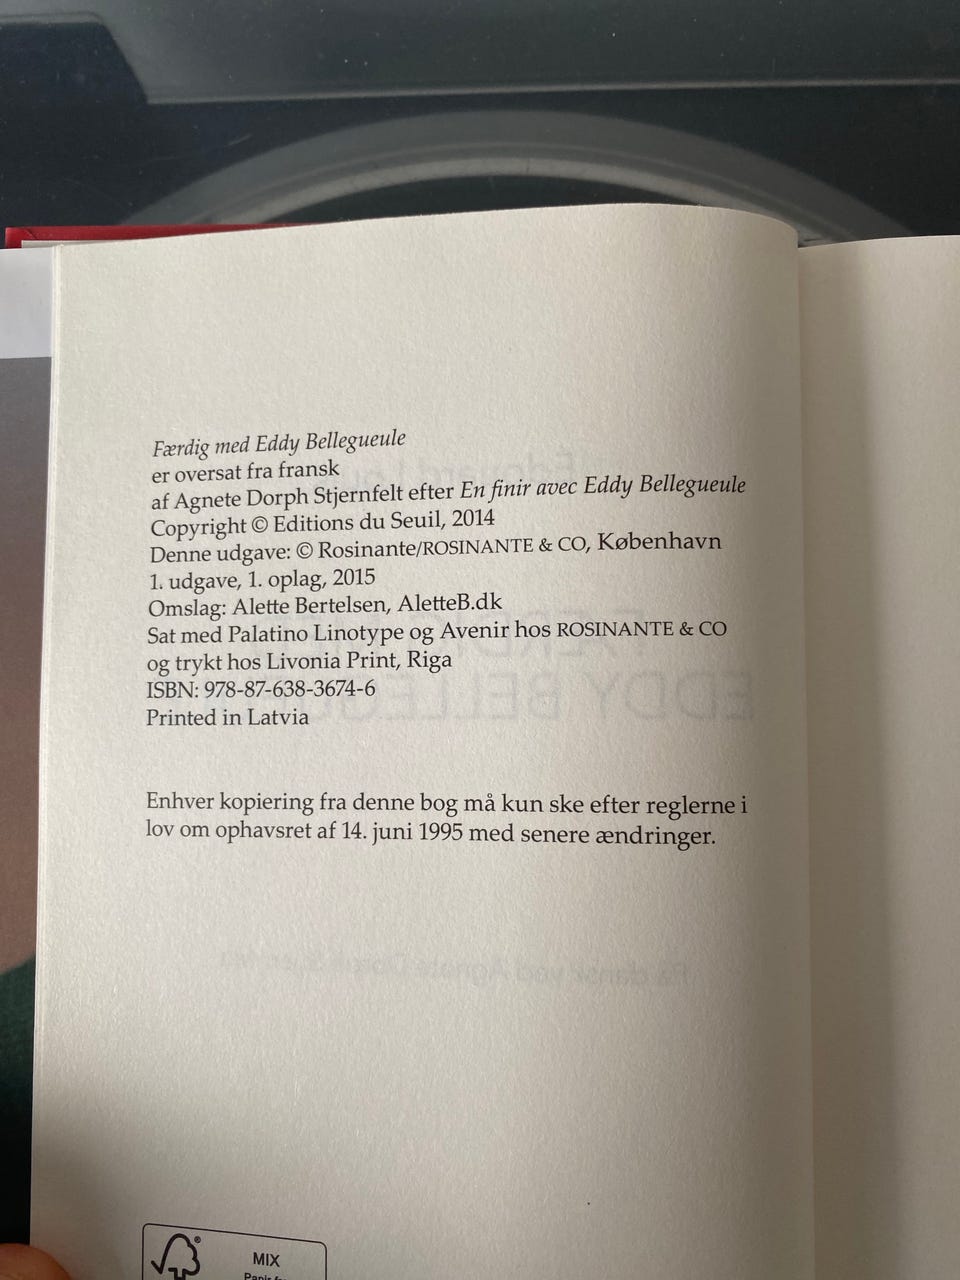 Færdig med Eddy Bellegueule
er oversat fra fransk
af Agnete Dorph Stjernfelt efter En finir avec Eddy Bellegueule
Copyright © Editions du Seuil, 2014
Denne udgave: © Rosinante/ROSINANTE & CO, København
1. udgave, 1. oplag, 2015
Omslag: Alette Bertelsen, AletteB.dk
Sat med Palatino Linotype og Avenir hos ROSINANTE & CO
og trykt hos Livonia Print, Riga
ISBN: 978-87-638-3674-6
Printed in Latvia
Enhver kopiering fra denne bog må kun ske efter reglerne i
lov om ophavsret af 14. juni 1995 med senere ændringer.
®
MIX